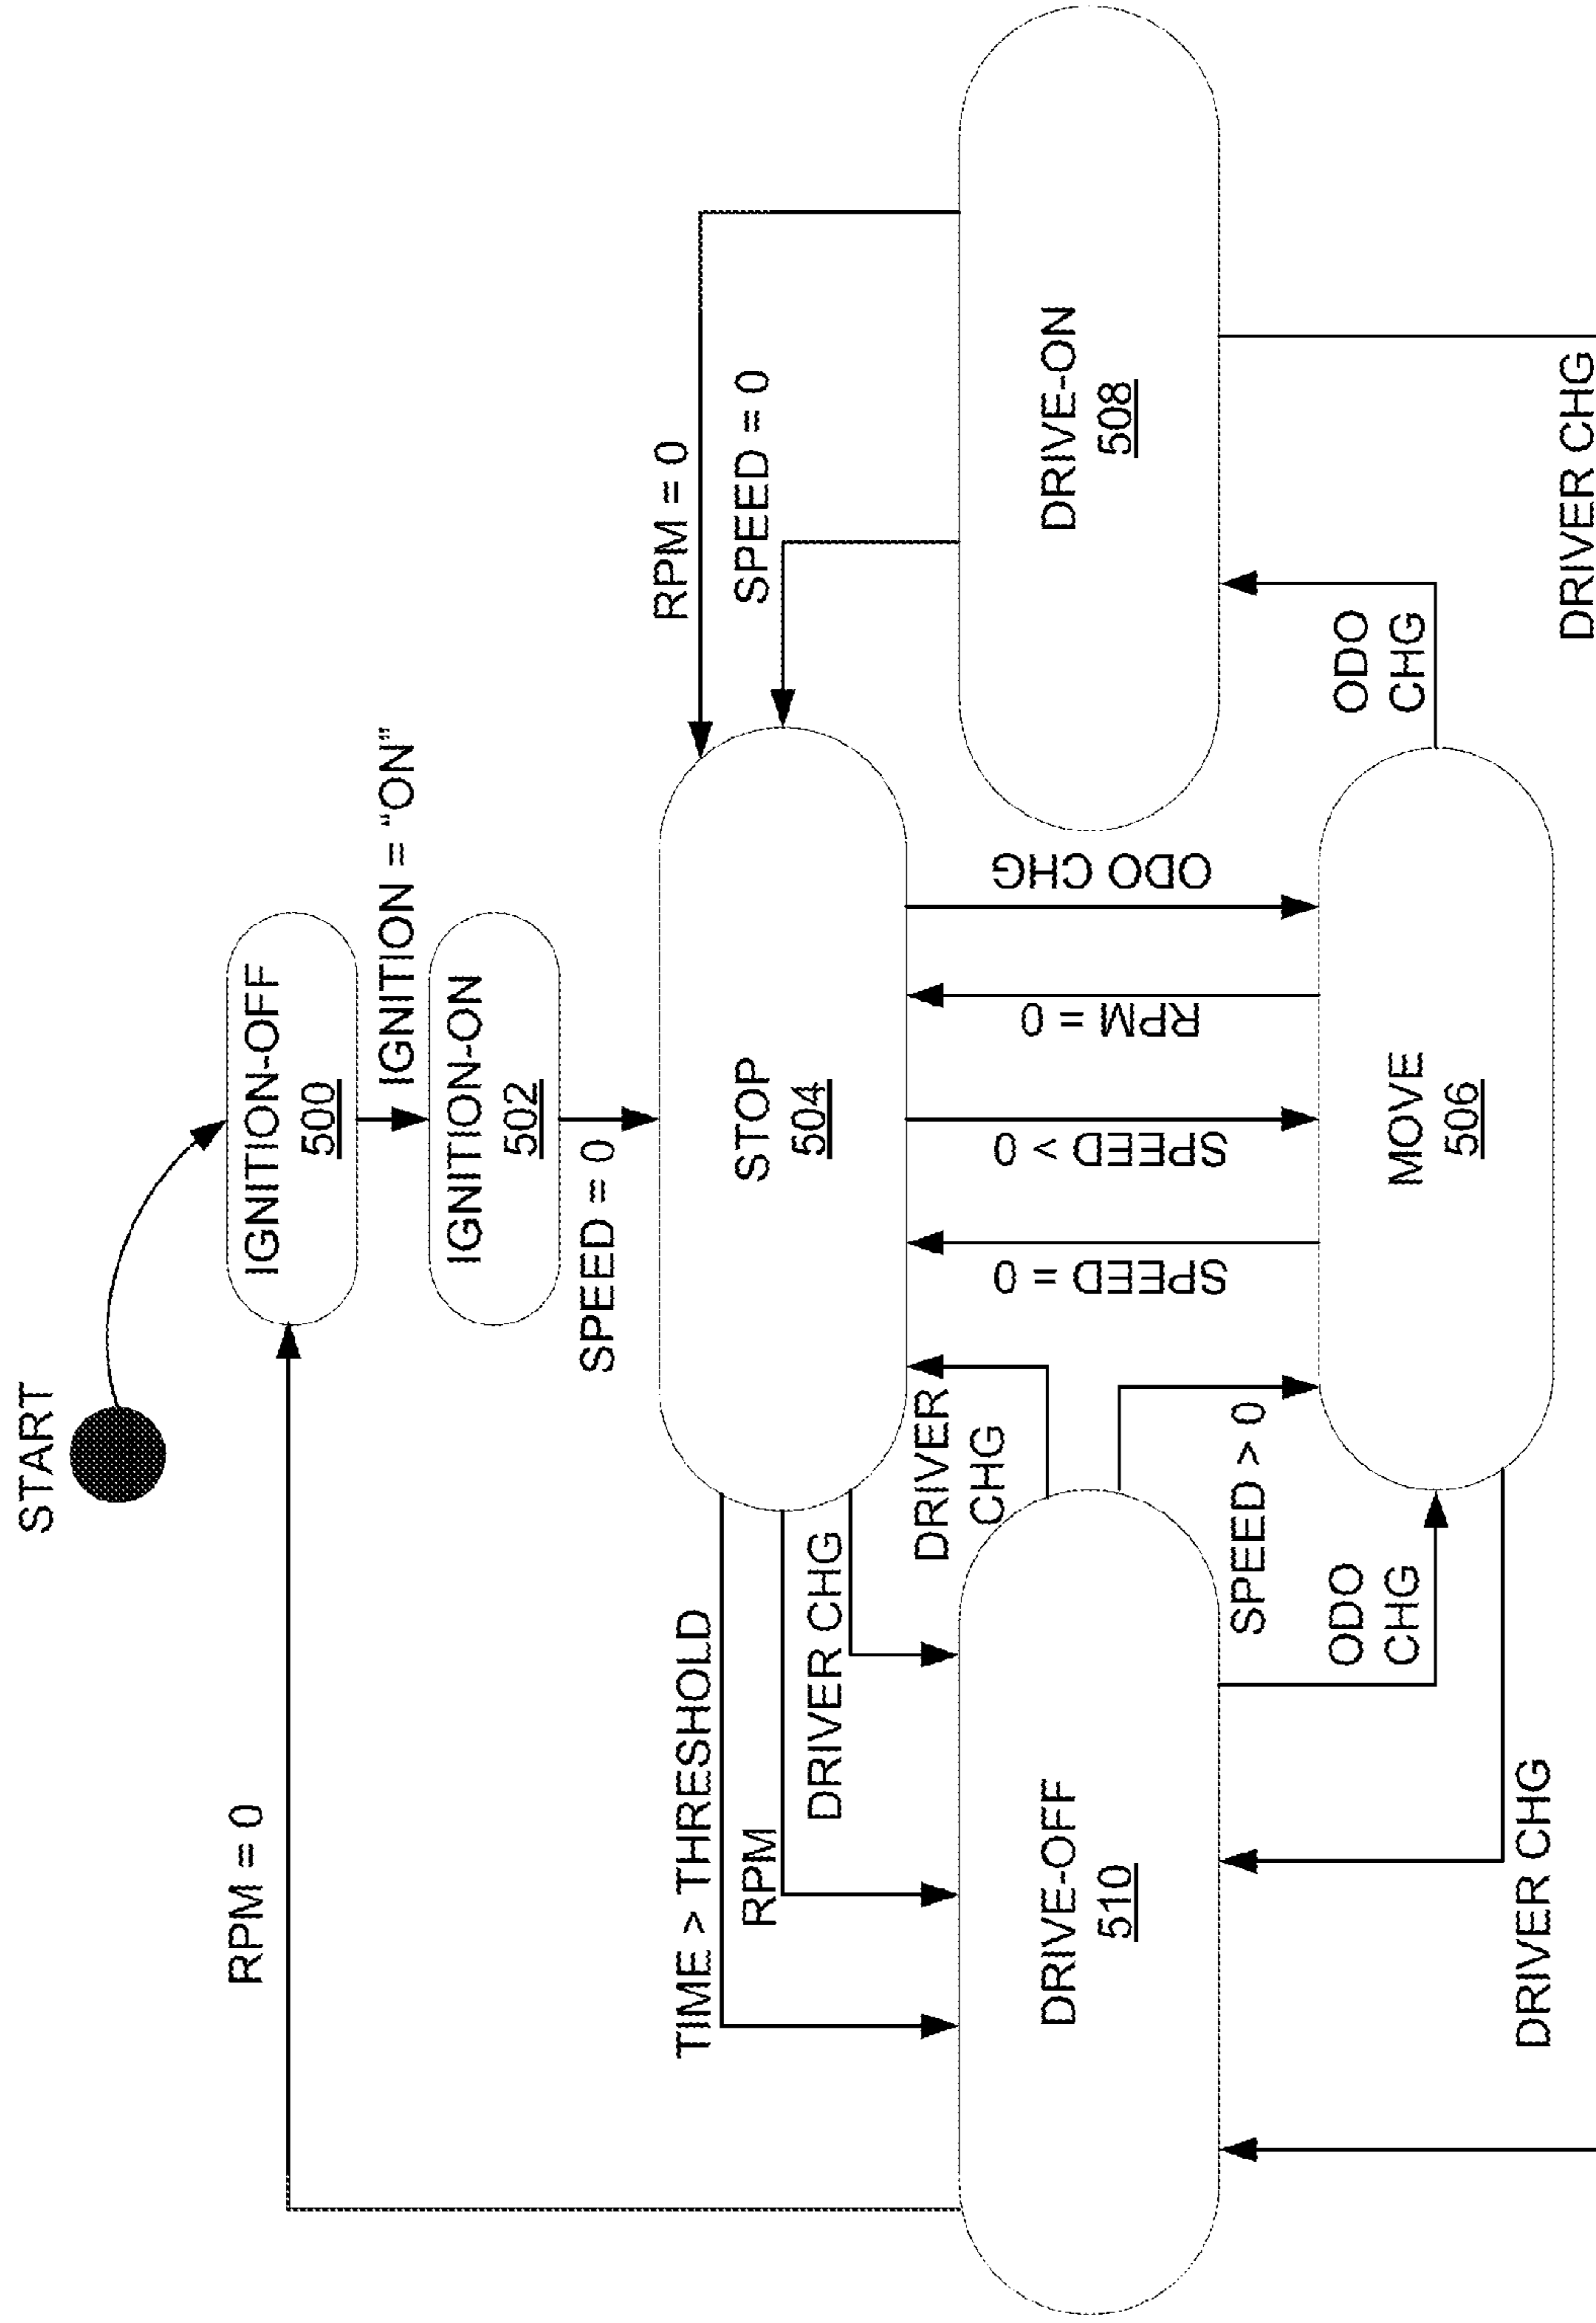 START
RPM = 0
IGNITION-OFF
500
IGNITION = “ON”
IGNITION-ON
502
SPEED = 0
TIME > THRESHOLD
RPM
DRIVER CHG
STOP
504
RPM = 0
SPEED = 0
DRIVER
CHG
SPEED = 0
SPEED > 0
RPM = 0
ODO CHG
DRIVE-OFF
510
DRIVE-ON
508
SPEED > 0
ODO
CHG
MOVE
506
ODO
CHG
DRIVER CHG
DRIVER CHG